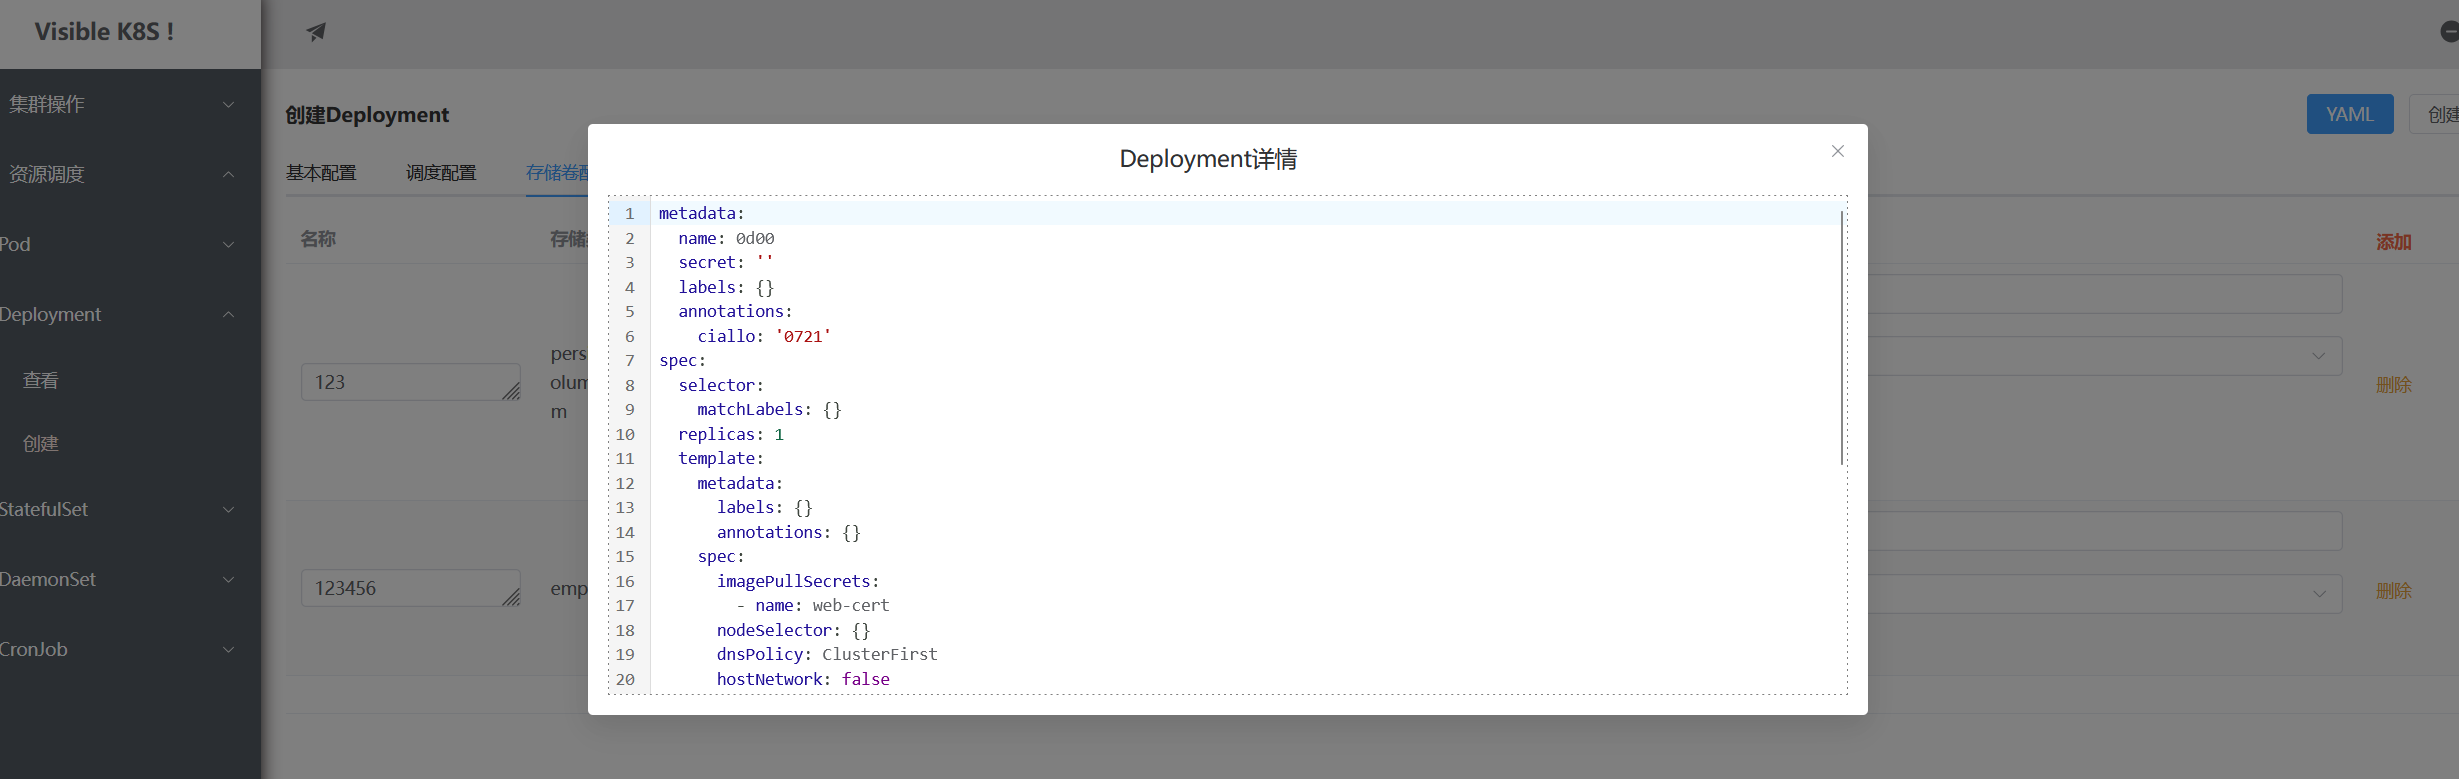 Visible K8S !
集群操作
资源调度
Pod
Deployment
查看
创建
StatefulSet
DaemonSet
CronJob
创建Deployment
YAML
创建
基本配置
调度配置
存储卷配
名称
存储
添加
123
pers
olum
m
删除
123456
emp
删除
Deployment详情
1 metadata:
2 name: 0d00
3 secret: ''
4 labels: {}
5 annotations:
6 ciallo: '0721'
7 spec:
8 selector:
9 matchLabels: {}
10 replicas: 1
11 template:
12 metadata:
13 labels: {}
14 annotations: {}
15 spec:
16 imagePullSecrets:
17 - name: web-cert
18 nodeSelector: {}
19 dnsPolicy: ClusterFirst
20 hostNetwork: false